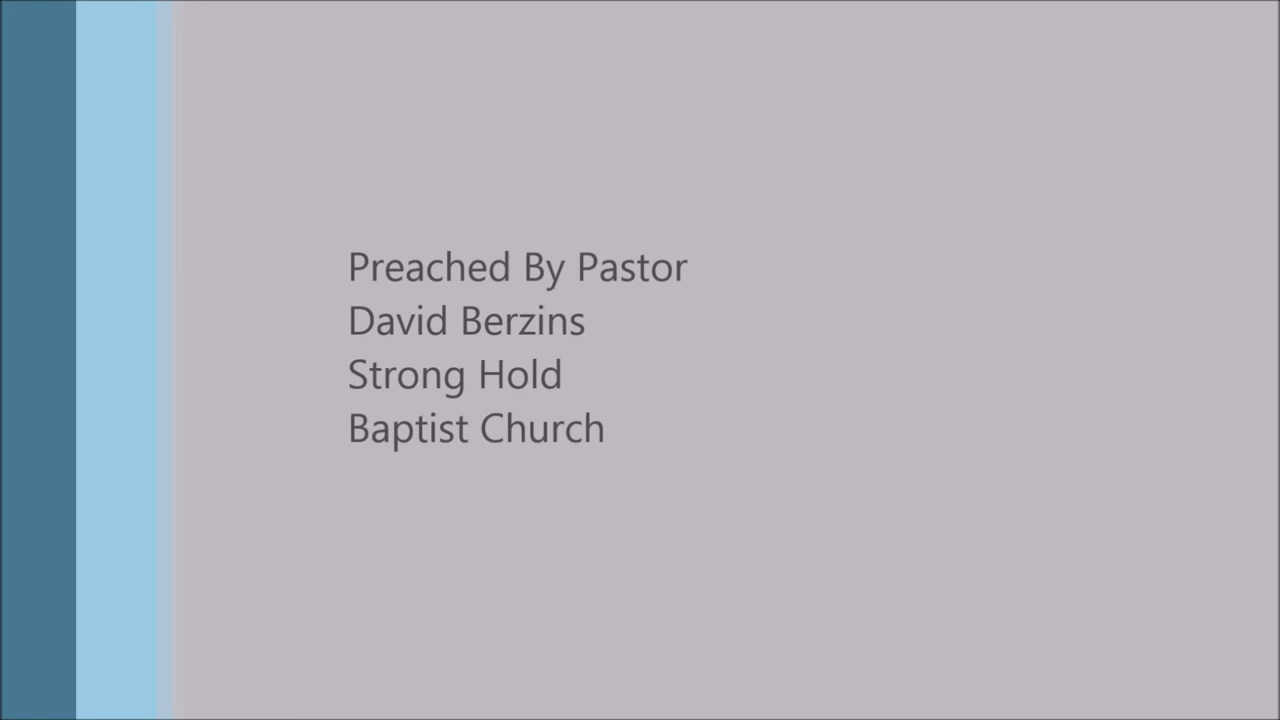 Preached By Pastor
David Berzins
Strong Hold
Baptist Church